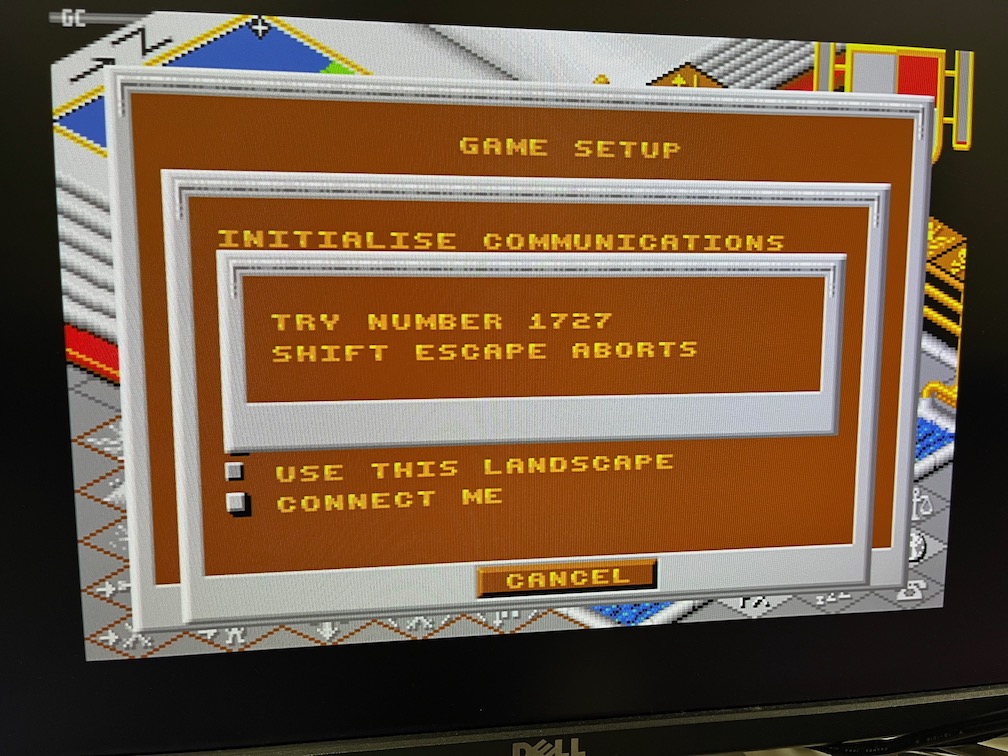 GC
GAME SETUP
INITIALISE COMMUNICATIONS
TRY NUMBER 1727
SHIFT ESCAPE ABORTS
USE THIS LANDSCAPE
CONNECT ME
CANCEL
DELL